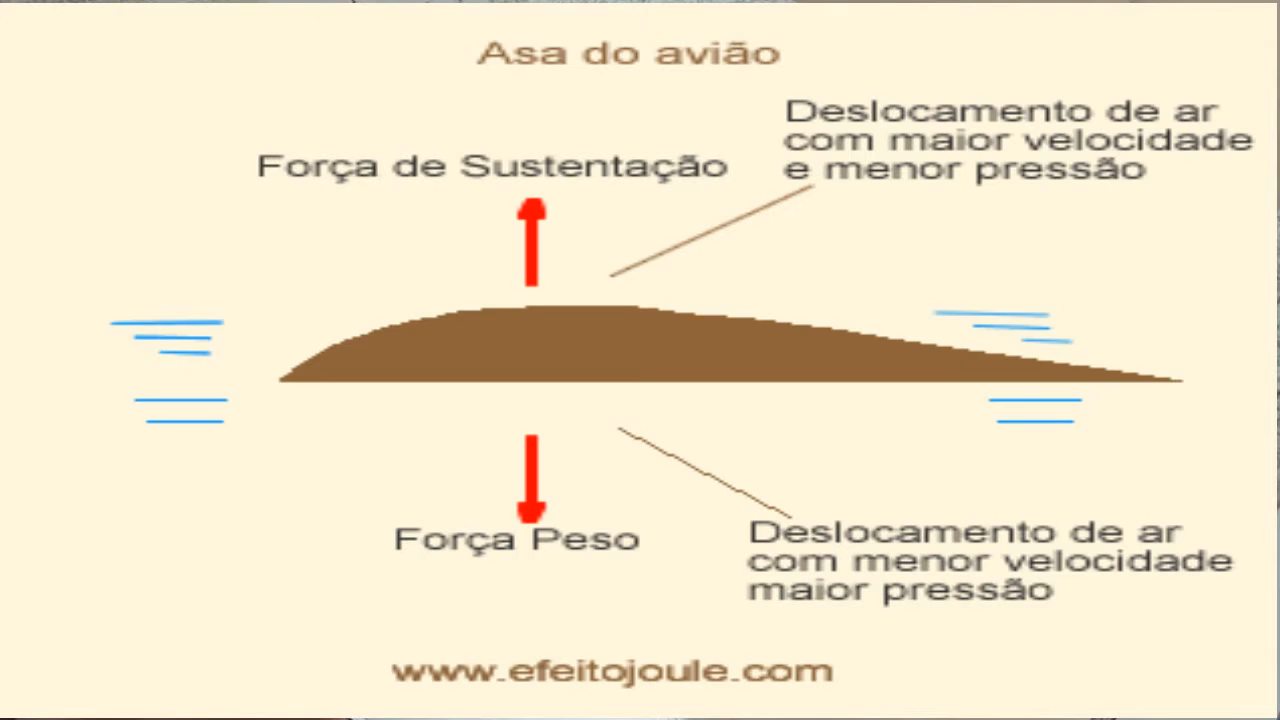 Asa do avião
Deslocamento de ar
com maior velocidade
e menor pressão
Força de Sustentação
Força Peso
Deslocamento de ar
com menor velocidade
maior pressão
www.efeitojoule.com